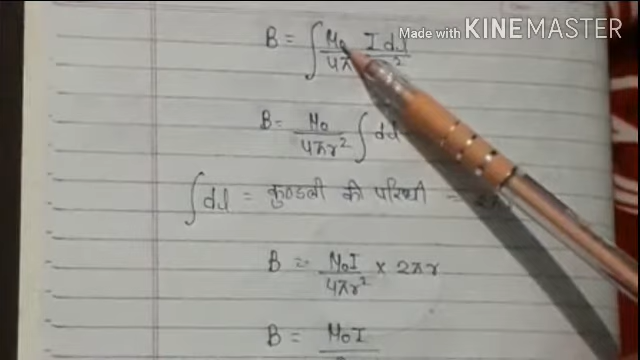 Made with KINEMASTER
B = ∫ μ₀/4π I dl/r²
B = μ₀/4πr² ∫ dl
∫ dl = कुण्डली की परिधी =
B = μ₀I/4πr² × 2πr
B = μ₀I